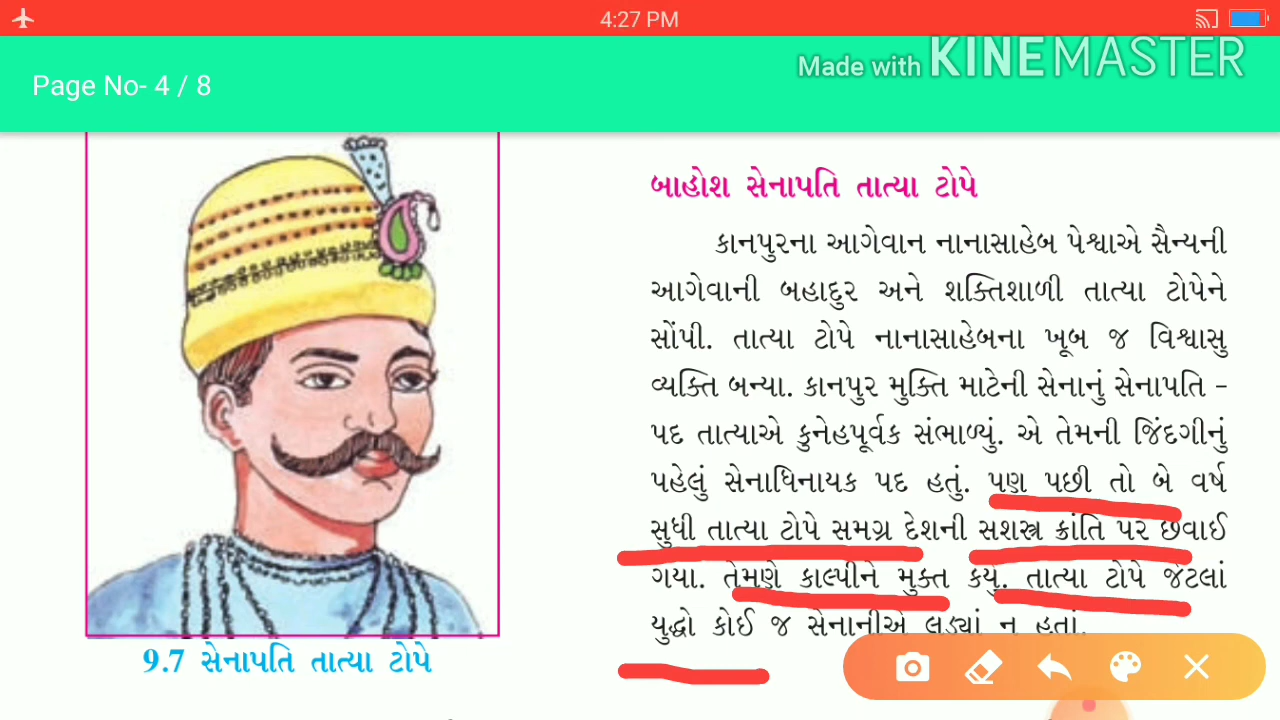 4:27 PM
Made with KINEMASTER
Page No- 4 / 8
બાહોશ સેનાપતિ તાત્યા ટોપે
કાનપુરના આગેવાન નાનાસાહેબ પેશ્વાએ સૈન્યની
આગેવાની બહાદુર અને શક્તિશાળી તાત્યા ટોપેને
સોંપી. તાત્યા ટોપે નાનાસાહેબના ખૂબ જ વિશ્વાસુ
વ્યક્તિ બન્યા. કાનપુર મુક્તિ માટેની સેનાનું સેનાપતિ –
પદ તાત્યાએ કુનેહપૂર્વક સંભાળ્યું. એ તેમની જિંદગીનું
પહેલું સેનાધિનાયક પદ હતું. પણ પછી તો બે વર્ષ
સુધી તાત્યા ટોપે સમગ્ર દેશની સશસ્ત્ર ક્રાંતિ પર છવાઈ
ગયા. તેમણે કાલ્પીને મુક્ત કર્યું. તાત્યા ટોપે જેટલાં
યુદ્ધો કોઈ જ સેનાનીએ લડ્યાં ન હતાં.
9.7 સેનાપતિ તાત્યા ટોપે